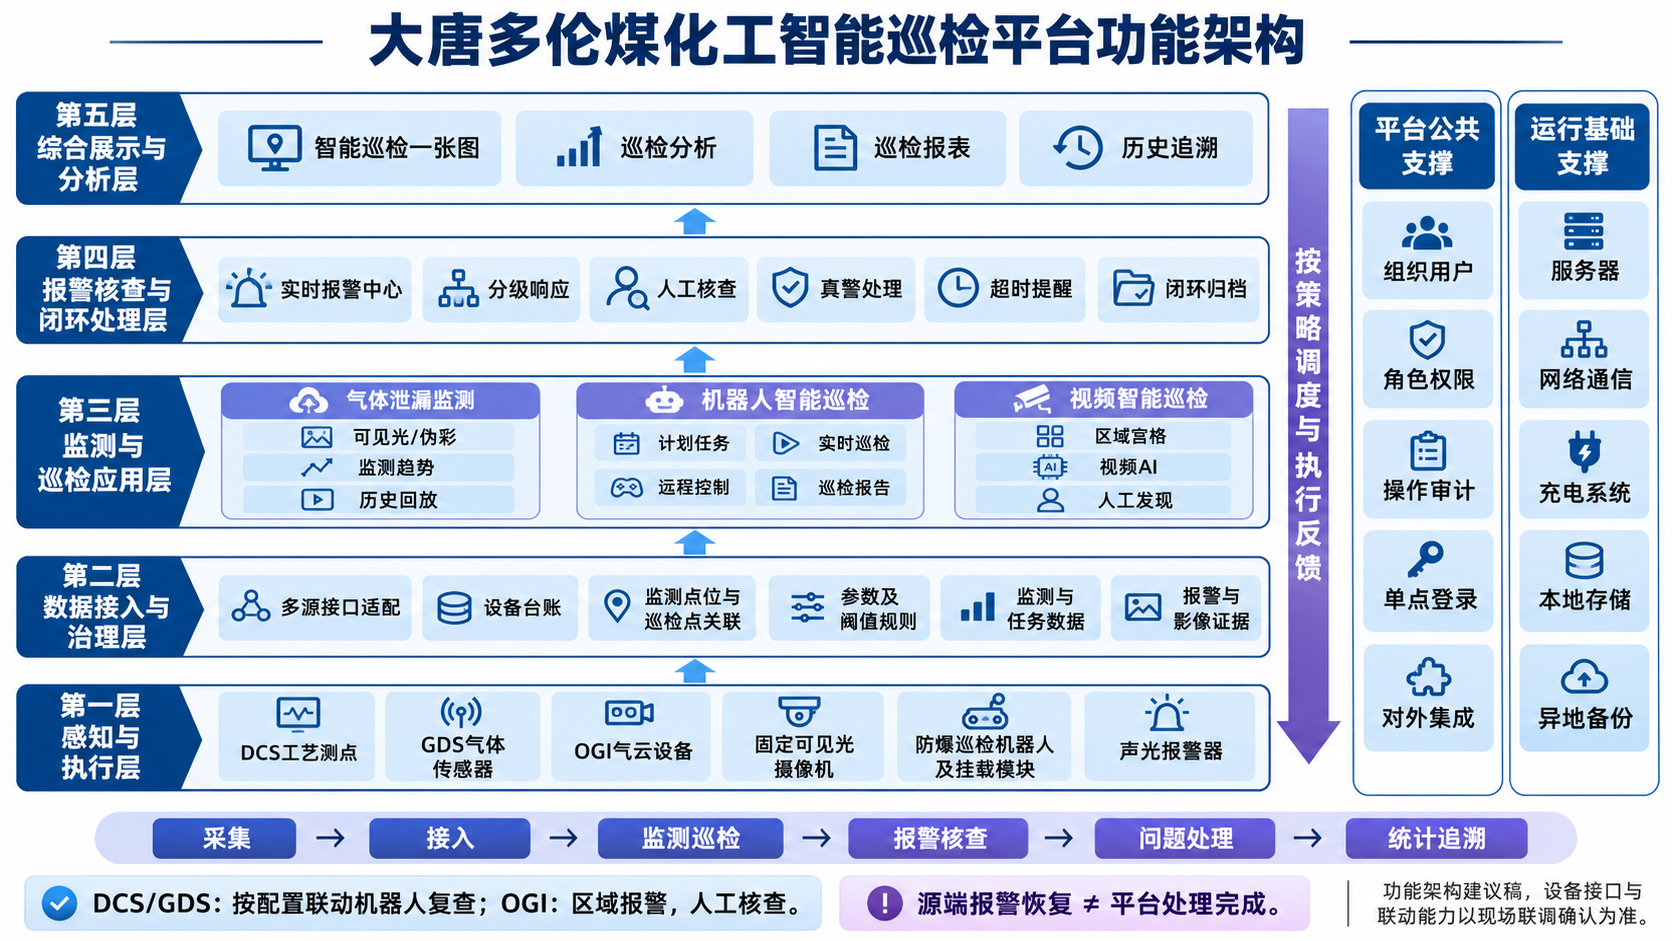 大唐多伦煤化工智能巡检平台功能架构
第五层
综合展示与
分析层
智能巡检一张图
巡检分析
巡检报表
历史追溯
第四层
报警核查与
闭环处理层
实时报警中心
分级响应
人工核查
真警处理
超时提醒
闭环归档
第三层
监测与
巡检应用层
气体泄漏监测
可见光/伪彩
监测趋势
历史回放
机器人智能巡检
计划任务
实时巡检
远程控制
巡检报告
视频智能巡检
区域宫格
AI
视频AI
人工发现
第二层
数据接入与
治理层
多源接口适配
设备台账
监测点位与
巡检点关联
参数及
阀值规则
监测与
任务数据
报警与
影像证据
第一层
感知与
执行层
DCS工艺测点
GDS气体
传感器
OGI气云设备
固定可见光
摄像机
防爆巡检机器人
及挂载模块
声光报警器
按策略调度与执行反馈
平台公共
支撑
组织用户
角色权限
操作审计
单点登录
对外集成
运行基础
支撑
服务器
网络通信
充电系统
本地存储
异地备份
采集
接入
监测巡检
报警核查
问题处理
统计追溯
DCS/GDS：按配置联动机器人复查；OGI：区域报警，人工核查。
源端报警恢复 ≠ 平台处理完成。
功能架构建议稿，设备接口与
联动能力以现场联调确认为准。